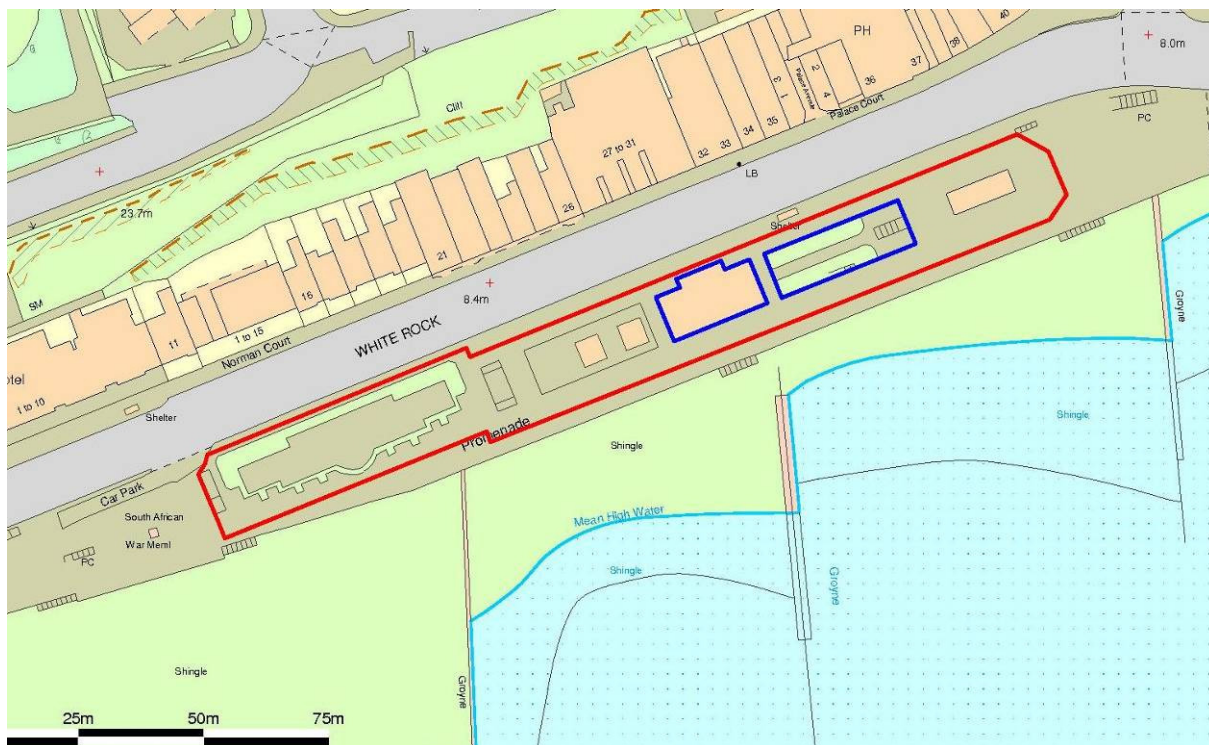 PH
40
38
37
8.0m
PC
Cliff
3
1
Palace Avenue
2
4
36
Palace Court
27 to 31
32
33
34
35
LB
23.7m
26
Shelter
21
8.4m
SM
16
11
1 to 15
Norman Court
WHITE ROCK
Groyne
otel
1 to 10
Shelter
Promenade
Shingle
Shingle
Car Park
South African
War Meml
PC
Mean High Water
Shingle
Groyne
Shingle
Groyne
25m
50m
75m